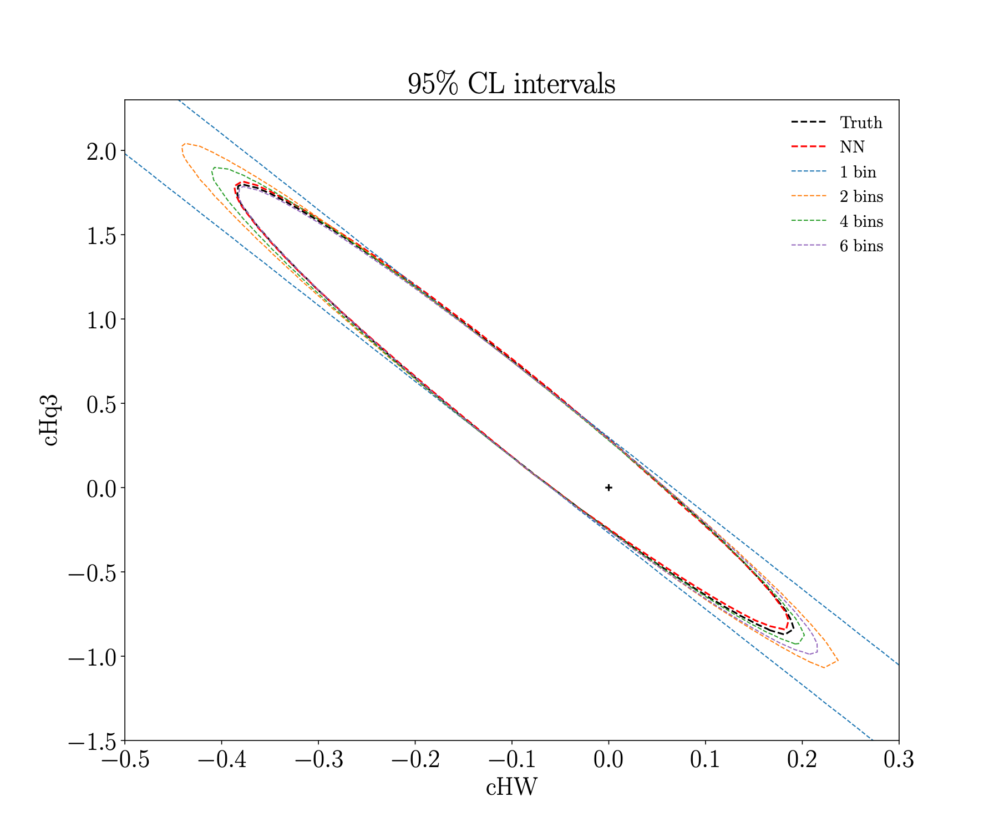 95% CL intervals
Truth
NN
1 bin
2 bins
4 bins
6 bins
cHq3
2.0
1.5
1.0
0.5
0.0
−0.5
−1.0
−1.5
−0.5 −0.4 −0.3 −0.2 −0.1 0.0 0.1 0.2 0.3
cHW